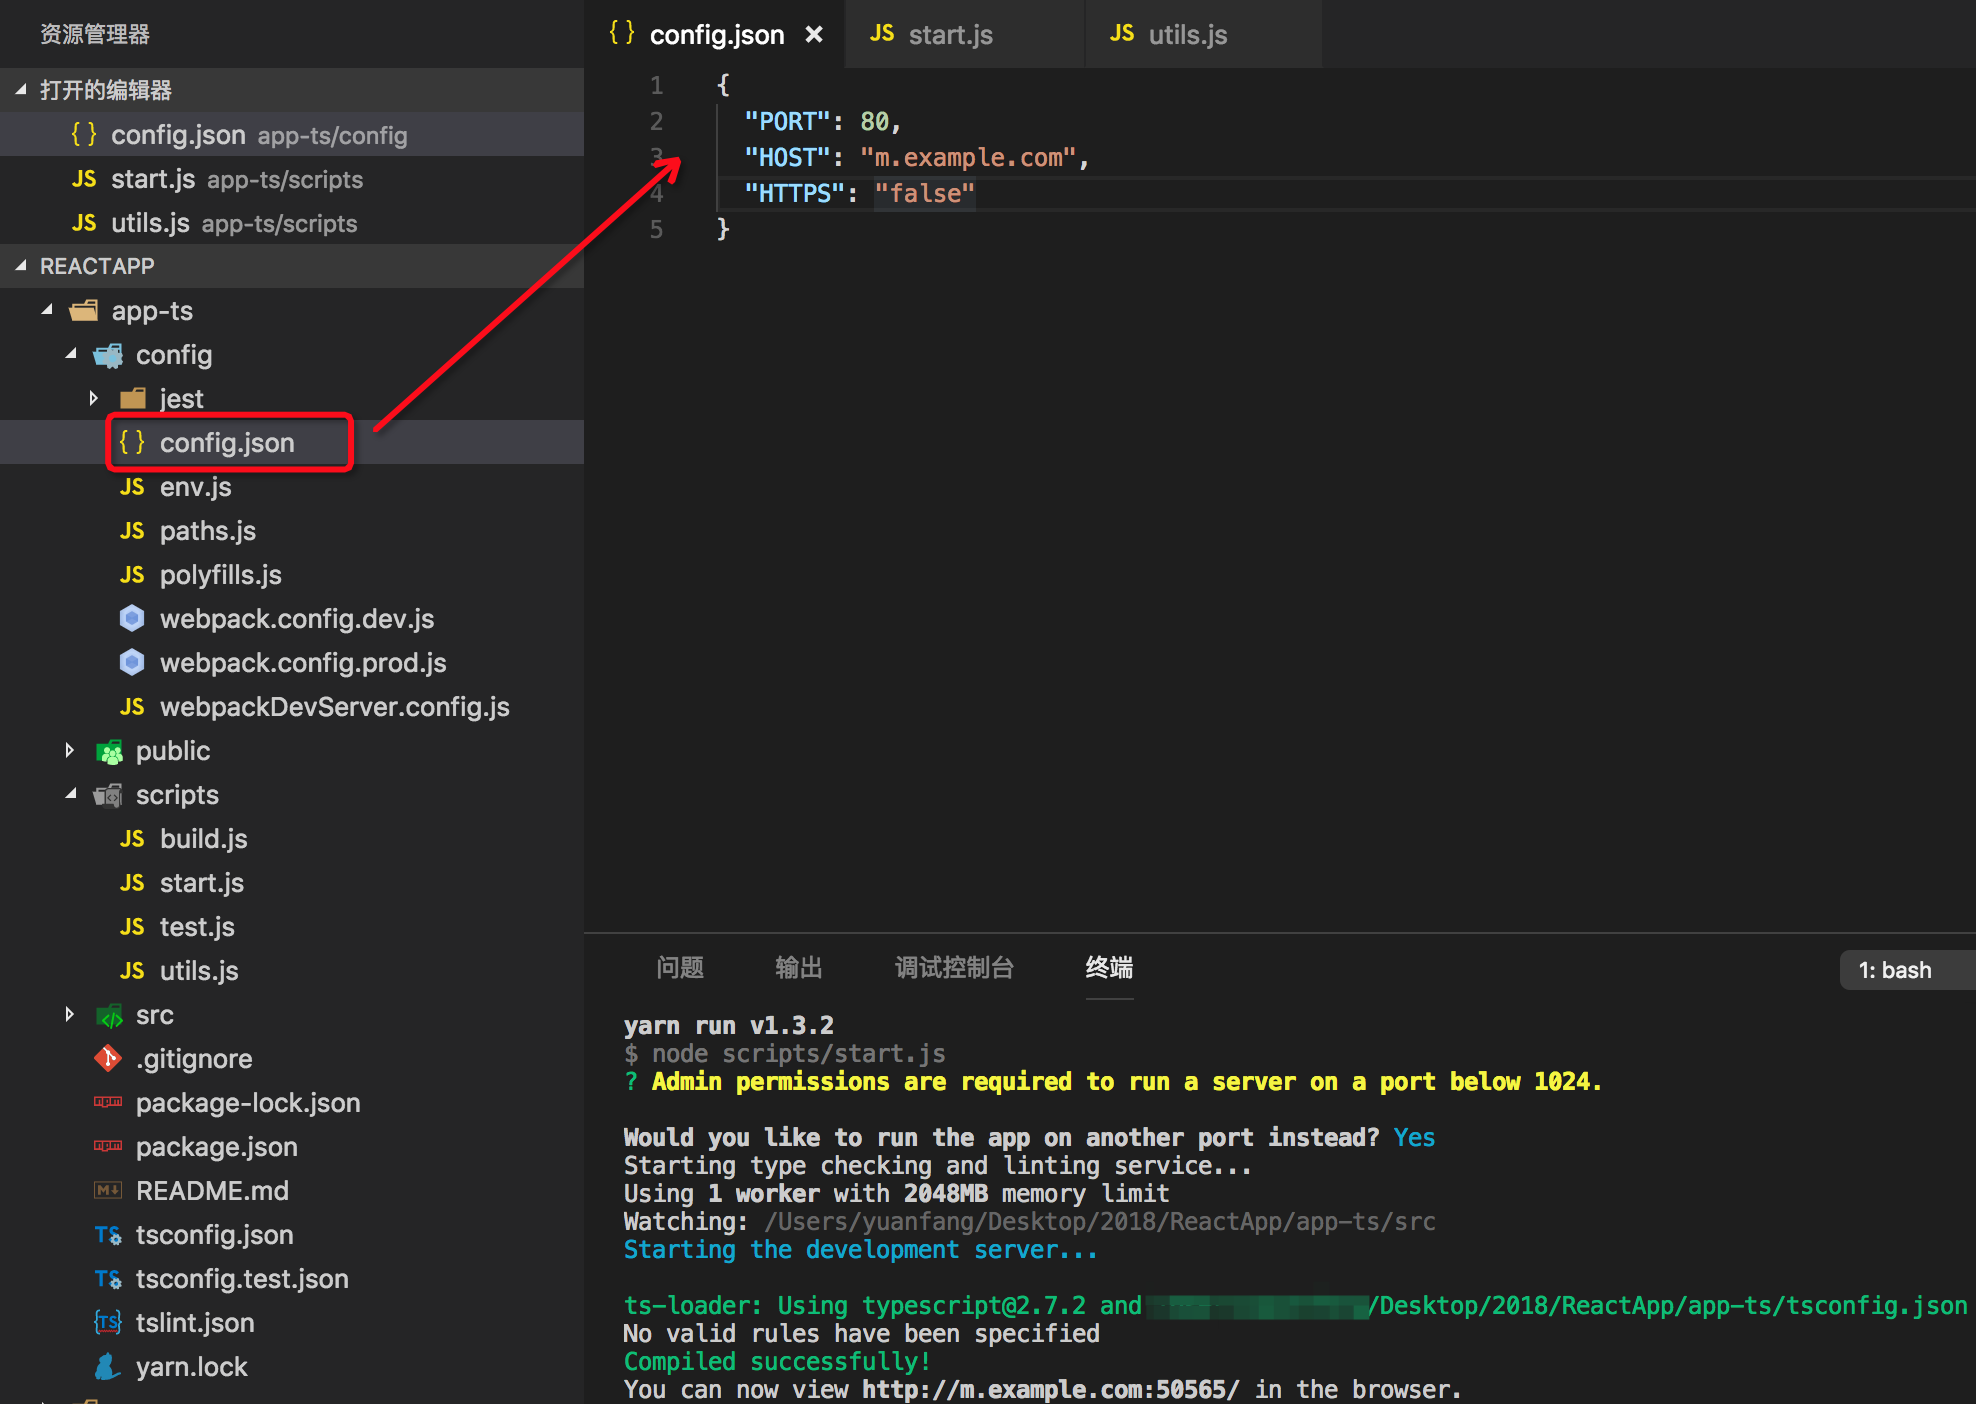 资源管理器
打开的编辑器
{ } config.json app-ts/config
JS start.js app-ts/scripts
JS utils.js app-ts/scripts
REACTAPP
app-ts
config
jest
{ } config.json
JS env.js
JS paths.js
JS polyfills.js
webpack.config.dev.js
webpack.config.prod.js
JS webpackDevServer.config.js
public
scripts
JS build.js
JS start.js
JS test.js
JS utils.js
src
.gitignore
package-lock.json
package.json
M↓ README.md
TS tsconfig.json
TS tsconfig.test.json
{TS} tslint.json
yarn.lock
{ } config.json ×
JS start.js
JS utils.js
1 {
2 "PORT": 80,
3 "HOST": "m.example.com",
4 "HTTPS": "false"
5 }
问题 输出 调试控制台 终端
1: bash
yarn run v1.3.2
$ node scripts/start.js
? Admin permissions are required to run a server on a port below 1024.
Would you like to run the app on another port instead? Yes
Starting type checking and linting service...
Using 1 worker with 2048MB memory limit
Watching: /Users/yuanfang/Desktop/2018/ReactApp/app-ts/src
Starting the development server...
ts-loader: Using typescript@2.7.2 and /Desktop/2018/ReactApp/app-ts/tsconfig.json
No valid rules have been specified
Compiled successfully!
You can now view http://m.example.com:50565/ in the browser.